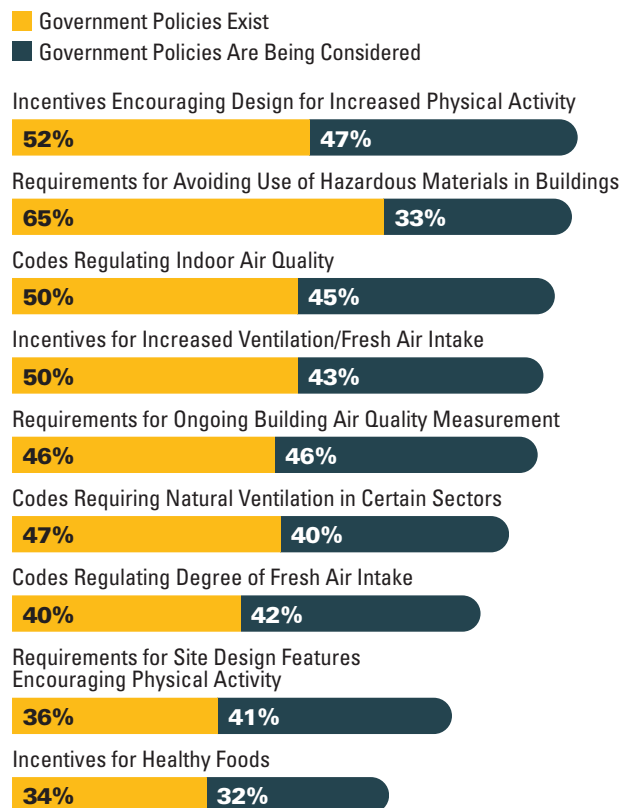 Government Policies Exist
Government Policies Are Being Considered
Incentives Encouraging Design for Increased Physical Activity
52% 47%
Requirements for Avoiding Use of Hazardous Materials in Buildings
65% 33%
Codes Regulating Indoor Air Quality
50% 45%
Incentives for Increased Ventilation/Fresh Air Intake
50% 43%
Requirements for Ongoing Building Air Quality Measurement
46% 46%
Codes Requiring Natural Ventilation in Certain Sectors
47% 40%
Codes Regulating Degree of Fresh Air Intake
40% 42%
Requirements for Site Design Features
Encouraging Physical Activity
36% 41%
Incentives for Healthy Foods
34% 32%